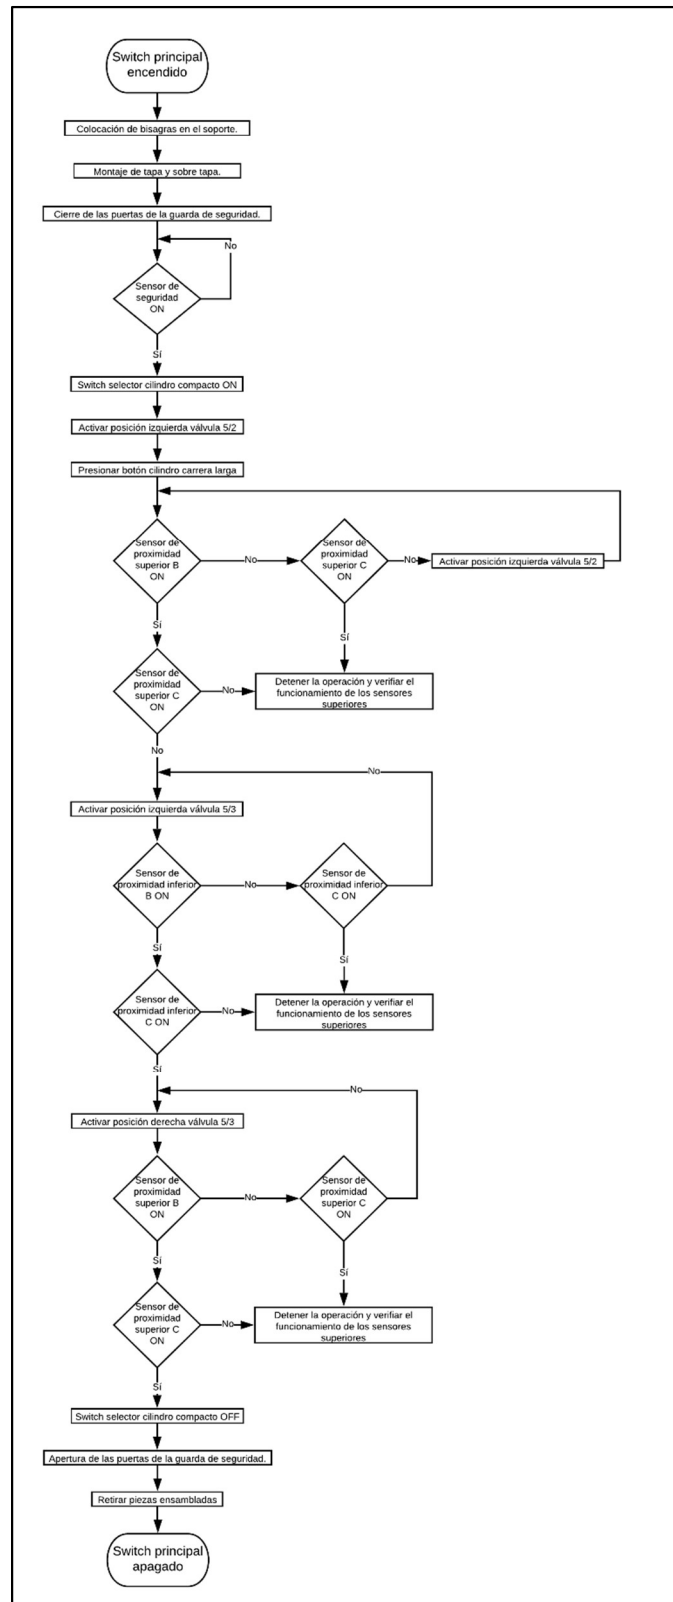 Switch principal
encendido
Colocación de bisagras en el soporte.
Montaje de tapa y sobre tapa.
Cierre de las puertas de la guarda de seguridad.
No
Sensor de
seguridad
ON
Sí
Switch selector cilindro compacto ON
Activar posición izquierda válvula 5/2
Presionar botón cilindro carrera larga
Sensor de
proximidad
superior B
ON
No
Sensor de
proximidad
superior C
ON
No
Activar posición izquierda válvula 5/2
Sí
Sí
Sensor de
proximidad
superior C
ON
No
Detener la operación y verifiar el
funcionamiento de los sensores
superiores
No
No
Activar posición izquierda válvula 5/3
Sensor de
proximidad inferior
B ON
No
Sensor de
proximidad inferior
C ON
Sí
Sí
Sensor de
proximidad inferior
C ON
No
Detener la operación y verifiar el
funcionamiento de los sensores
superiores
Sí
No
Activar posición derecha válvula 5/3
Sensor de
proximidad
superior B
ON
No
Sensor de
proximidad
superior C
ON
Sí
Sí
Sensor de
proximidad
superior C
ON
No
Detener la operación y verifiar el
funcionamiento de los sensores
superiores
Sí
Switch selector cilindro compacto OFF
Apertura de las puertas de la guarda de seguridad.
Retirar piezas ensambladas
Switch principal
apagado